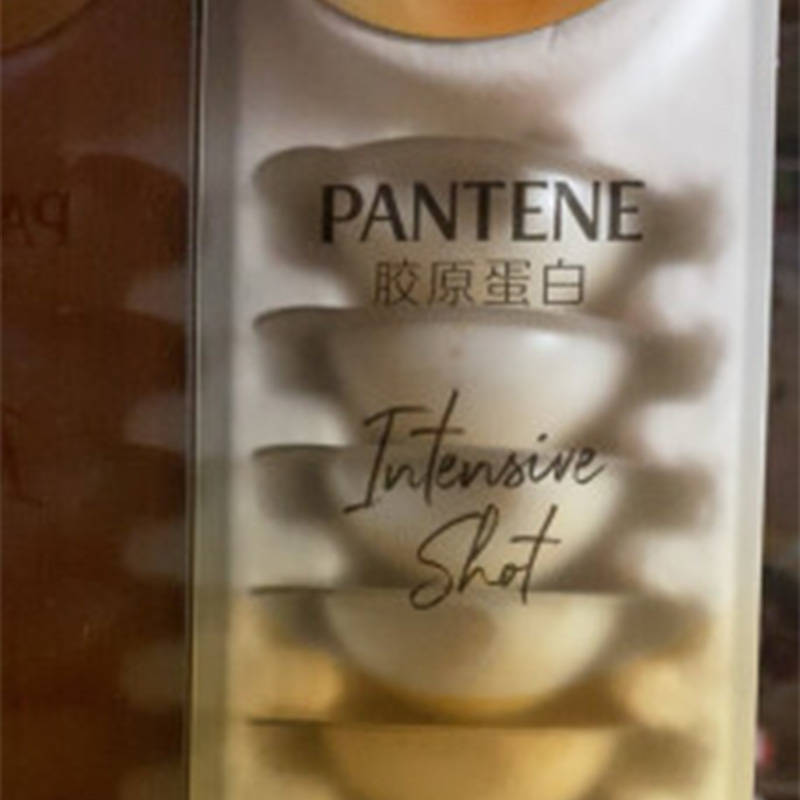 PANTENE
胶原蛋白
Intensive
Shot